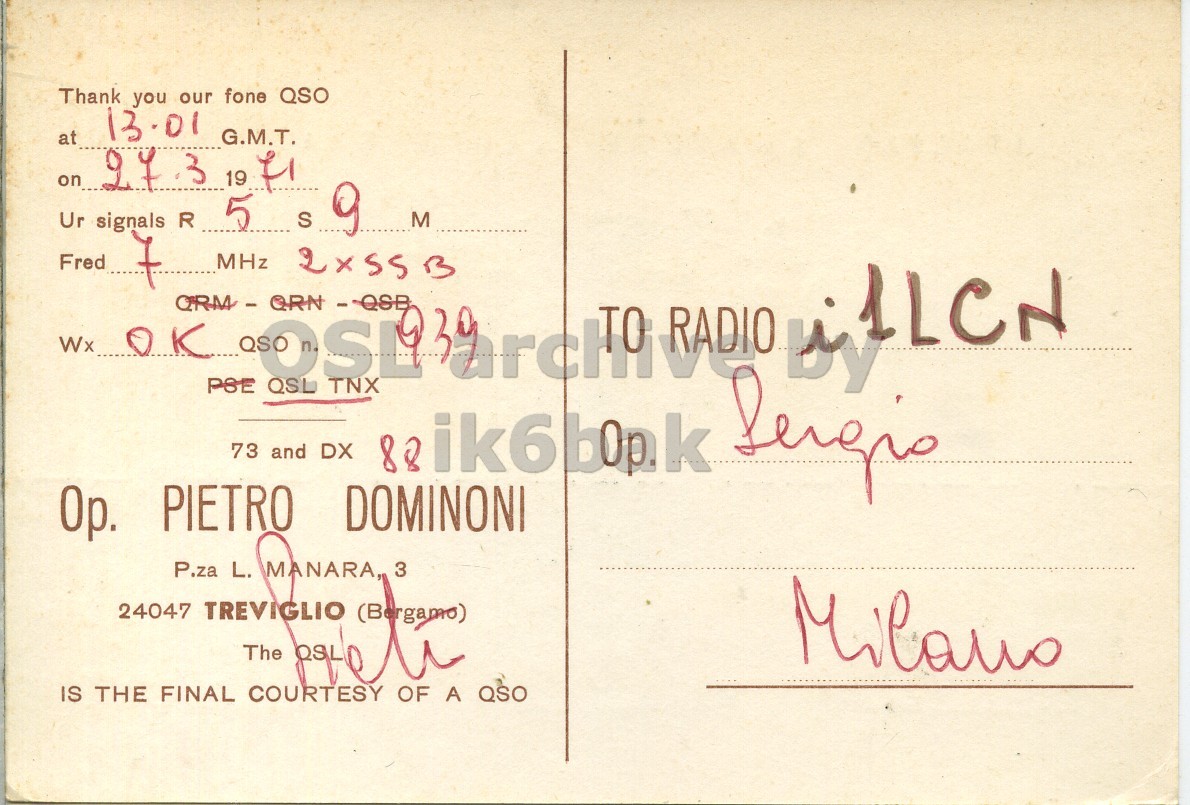 Thank you our fone QSO
at 13.01 G.M.T.
on 27.3 1971
Ur signals R 5 S 9 M
Fred 7 MHz 2xSSB
QRM - QRN - QSB
Wx OK QSO n. 939
PSE QSL TNX
73 and DX 88
Op. PIETRO DOMINONI
P.za L. MANARA, 3
24047 TREVIGLIO (Bergamo)
The QSL
IS THE FINAL COURTESY OF A QSO
TO RADIO i1LCN
Op. Sergio
Milano
QSL archive by
ik6bak